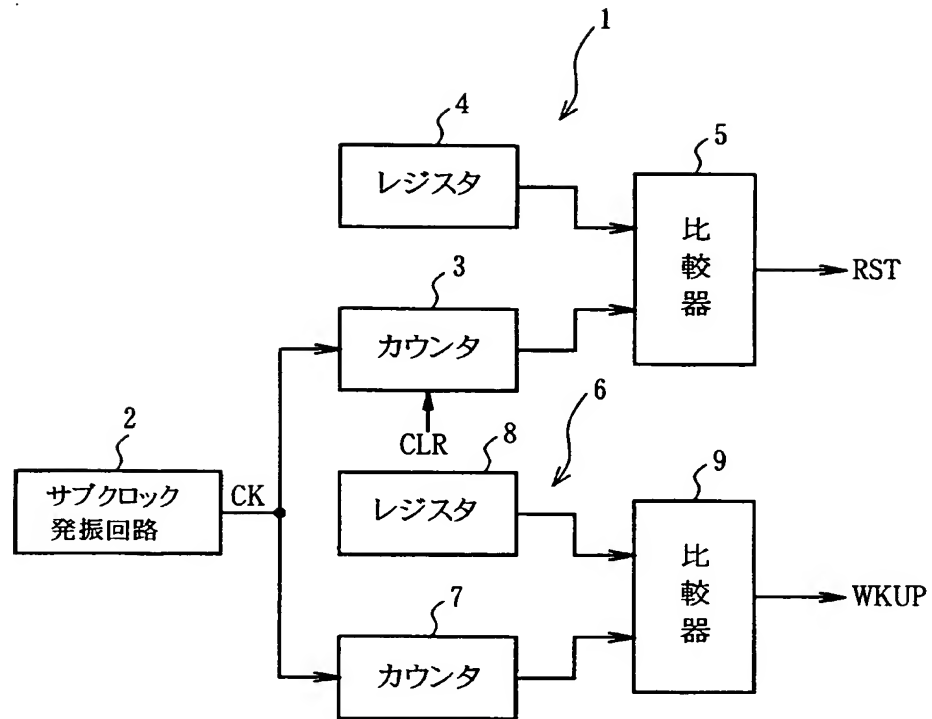 1
4
レジスタ
5
比較器
RST
3
カウンタ
CLR
2
サブクロック
発振回路
CK
6
8
レジスタ
9
比較器
WKUP
7
カウンタ